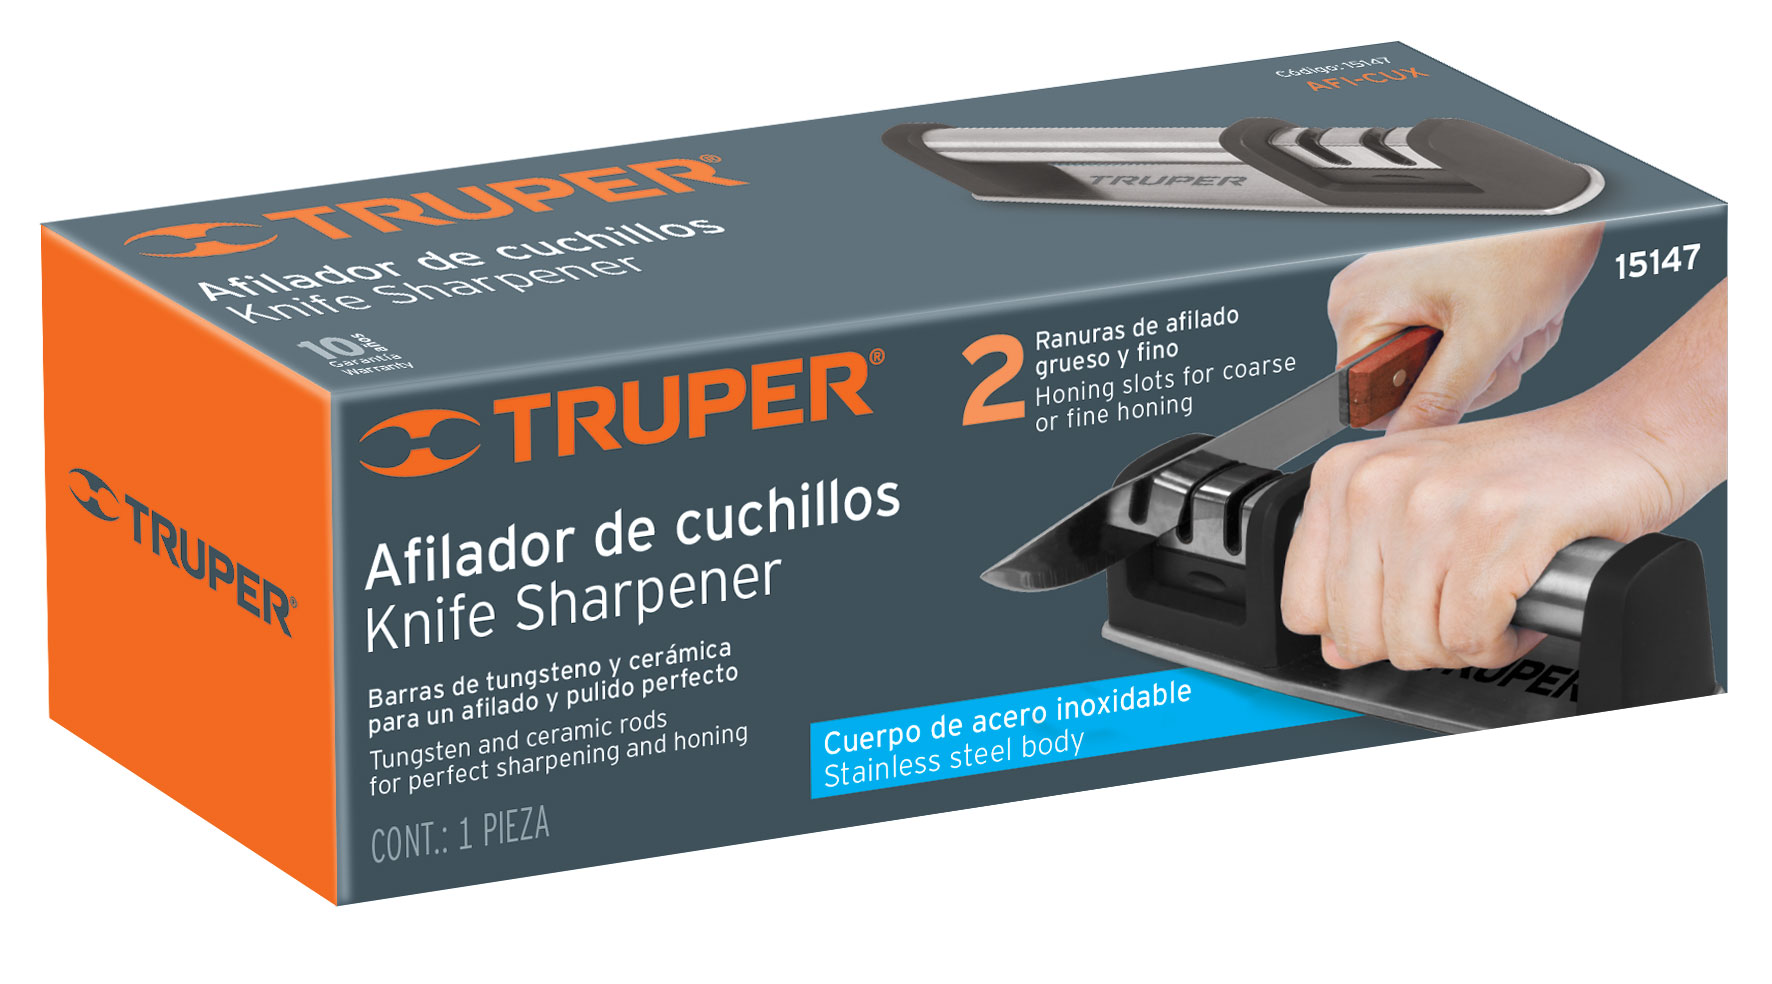 Código: 15147
AFI-CUX
TRUPER®
Afilador de cuchillos
Knife Sharpener
10 años
Garantía
Warranty
TRUPER
TRUPER®
TRUPER®
Afilador de cuchillos
Knife Sharpener
Barras de tungsteno y cerámica
para un afilado y pulido perfecto
Tungsten and ceramic rods
for perfect sharpening and honing
CONT.: 1 PIEZA
2
Ranuras de afilado
grueso y fino
Honing slots for coarse
or fine honing
15147
Cuerpo de acero inoxidable
Stainless steel body
TRUPER